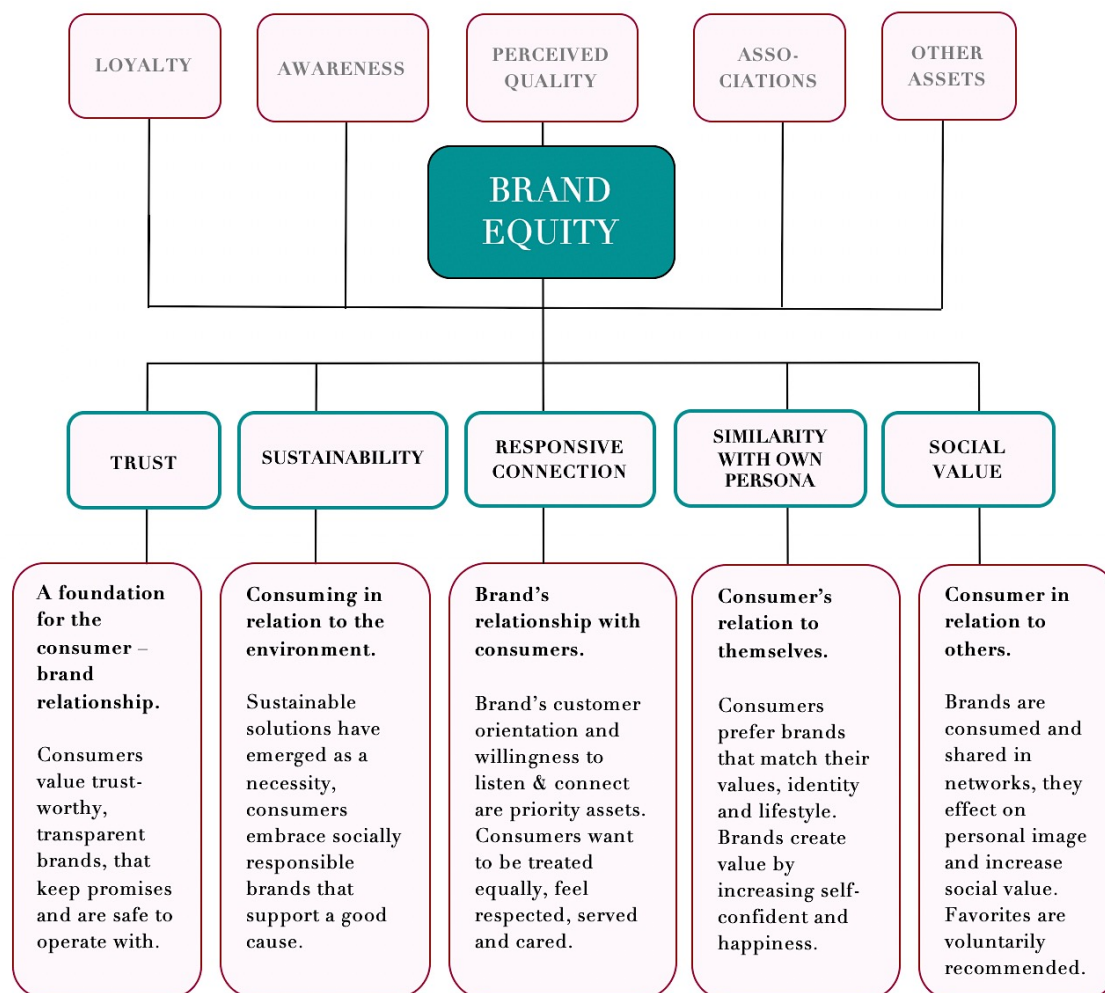 LOYALTY
AWARENESS
PERCEIVED
QUALITY
ASSO-
CIATIONS
OTHER
ASSETS
BRAND
EQUITY
TRUST
SUSTAINABILITY
RESPONSIVE
CONNECTION
SIMILARITY
WITH OWN
PERSONA
SOCIAL
VALUE
A foundation
for the
consumer –
brand
relationship.
Consumers
value trust-
worthy,
transparent
brands, that
keep promises
and are safe to
operate with.
Consuming in
relation to the
environment.
Sustainable
solutions have
emerged as a
necessity,
consumers
embrace socially
responsible
brands that
support a good
cause.
Brand’s
relationship with
consumers.
Brand’s customer
orientation and
willingness to
listen & connect
are priority assets.
Consumers want
to be treated
equally, feel
respected, served
and cared.
Consumer’s
relation to
themselves.
Consumers
prefer brands
that match their
values, identity
and lifestyle.
Brands create
value by
increasing self-
confident and
happiness.
Consumer in
relation to
others.
Brands are
consumed and
shared in
networks, they
effect on
personal image
and increase
social value.
Favorites are
voluntarily
recommended.